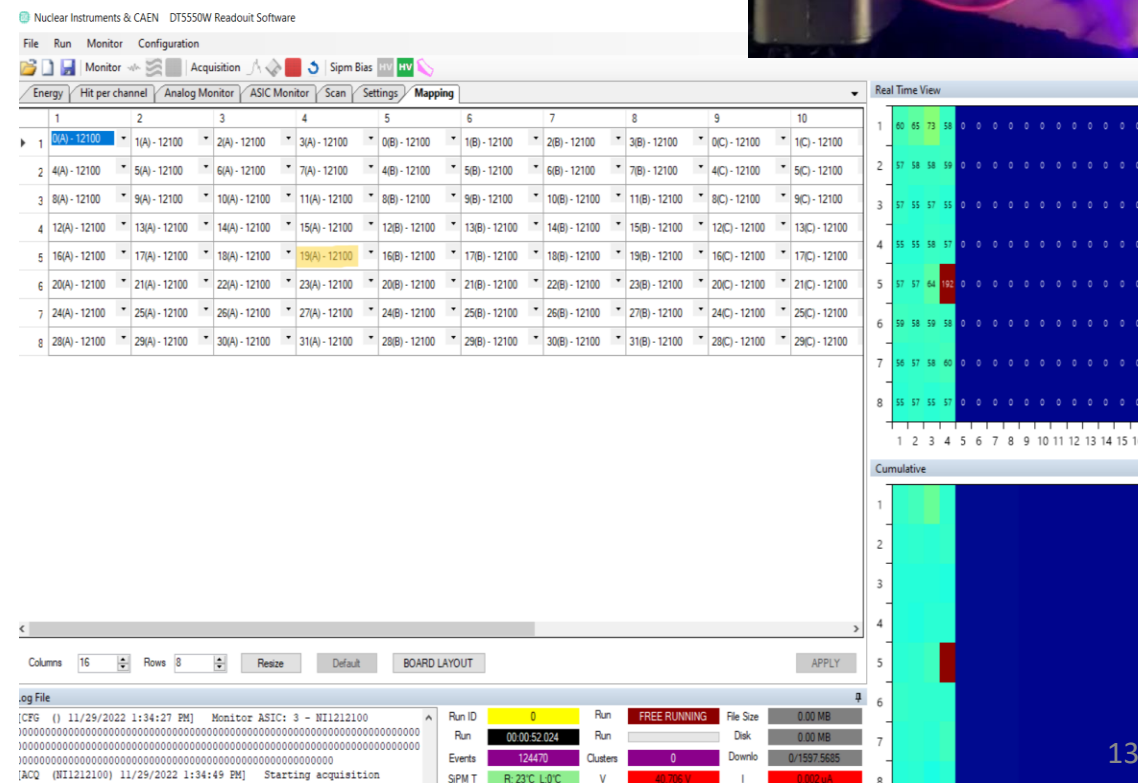 Nuclear Instruments & CAEN DT5550W Readouit Software
File Run Monitor Configuration
Monitor Acquisition Sipm Bias HV HV
Energy Hit per channel Analog Monitor ASIC Monitor Scan Settings Mapping
1 2 3 4 5 6 7 8 9 10
1 0(A) - 12100 1(A) - 12100 2(A) - 12100 3(A) - 12100 0(B) - 12100 1(B) - 12100 2(B) - 12100 3(B) - 12100 0(C) - 12100 1(C) - 12100
2 4(A) - 12100 5(A) - 12100 6(A) - 12100 7(A) - 12100 4(B) - 12100 5(B) - 12100 6(B) - 12100 7(B) - 12100 4(C) - 12100 5(C) - 12100
3 8(A) - 12100 9(A) - 12100 10(A) - 12100 11(A) - 12100 8(B) - 12100 9(B) - 12100 10(B) - 12100 11(B) - 12100 8(C) - 12100 9(C) - 12100
4 12(A) - 12100 13(A) - 12100 14(A) - 12100 15(A) - 12100 12(B) - 12100 13(B) - 12100 14(B) - 12100 15(B) - 12100 12(C) - 12100 13(C) - 12100
5 16(A) - 12100 17(A) - 12100 18(A) - 12100 19(A) - 12100 16(B) - 12100 17(B) - 12100 18(B) - 12100 19(B) - 12100 16(C) - 12100 17(C) - 12100
6 20(A) - 12100 21(A) - 12100 22(A) - 12100 23(A) - 12100 20(B) - 12100 21(B) - 12100 22(B) - 12100 23(B) - 12100 20(C) - 12100 21(C) - 12100
7 24(A) - 12100 25(A) - 12100 26(A) - 12100 27(A) - 12100 24(B) - 12100 25(B) - 12100 26(B) - 12100 27(B) - 12100 24(C) - 12100 25(C) - 12100
8 28(A) - 12100 29(A) - 12100 30(A) - 12100 31(A) - 12100 28(B) - 12100 29(B) - 12100 30(B) - 12100 31(B) - 12100 28(C) - 12100 29(C) - 12100
Columns 16 Rows 8 Resize Default BOARD LAYOUT APPLY
Real Time View
1 60 65 73 58 0 0 0 0 0 0 0 0 0 0 0
2 57 58 58 59 0 0 0 0 0 0 0 0 0 0 0
3 57 55 57 55 0 0 0 0 0 0 0 0 0 0 0
4 55 55 58 57 0 0 0 0 0 0 0 0 0 0 0
5 57 57 64 192 0 0 0 0 0 0 0 0 0 0 0
6 59 58 59 58 0 0 0 0 0 0 0 0 0 0 0
7 56 57 58 60 0 0 0 0 0 0 0 0 0 0 0
8 55 57 55 57 0 0 0 0 0 0 0 0 0 0 0
1 2 3 4 5 6 7 8 9 10 11 12 13 14 15
Cumulative
1
2
3
4
5
6
7
8
13
Log File
[CFG () 11/29/2022 1:34:27 PM] Monitor ASIC: 3 - NI1212100
[ACQ (NI1212100) 11/29/2022 1:34:49 PM] Starting acquisition
Run ID 0 Run FREE RUNNING File Size 0.00 MB
Run 00:00:52.024 Run Disk 0.00 MB
Events 124470 Clusters 0 Downlo 0/1597.5685
SiPM T R: 23°C L:0°C V 40.706 V I 0.002 uA